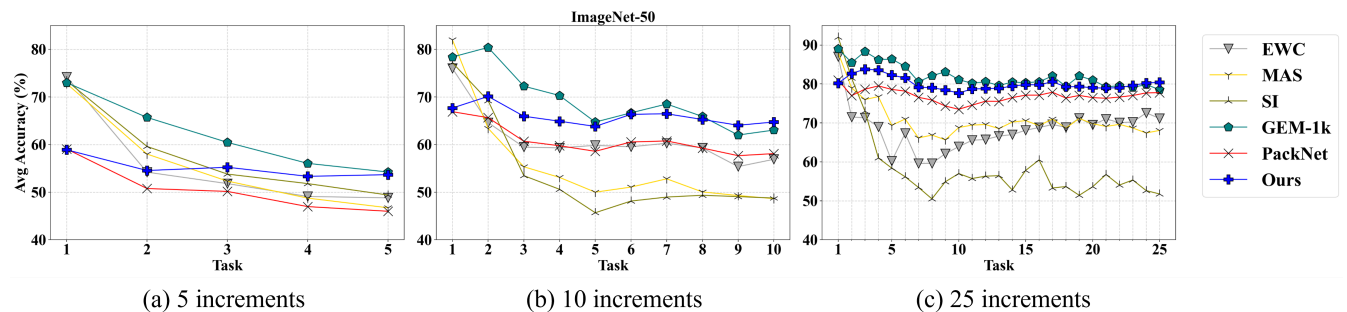 ImageNet-50
Avg Accuracy (%)
80
70
60
50
40
1 2 3 4 5
Task
(a) 5 increments
80
70
60
50
40
1 2 3 4 5 6 7 8 9 10
Task
(b) 10 increments
90
80
70
60
50
40
1 5 10 15 20 25
Task
(c) 25 increments
EWC
MAS
SI
GEM-1k
PackNet
Ours